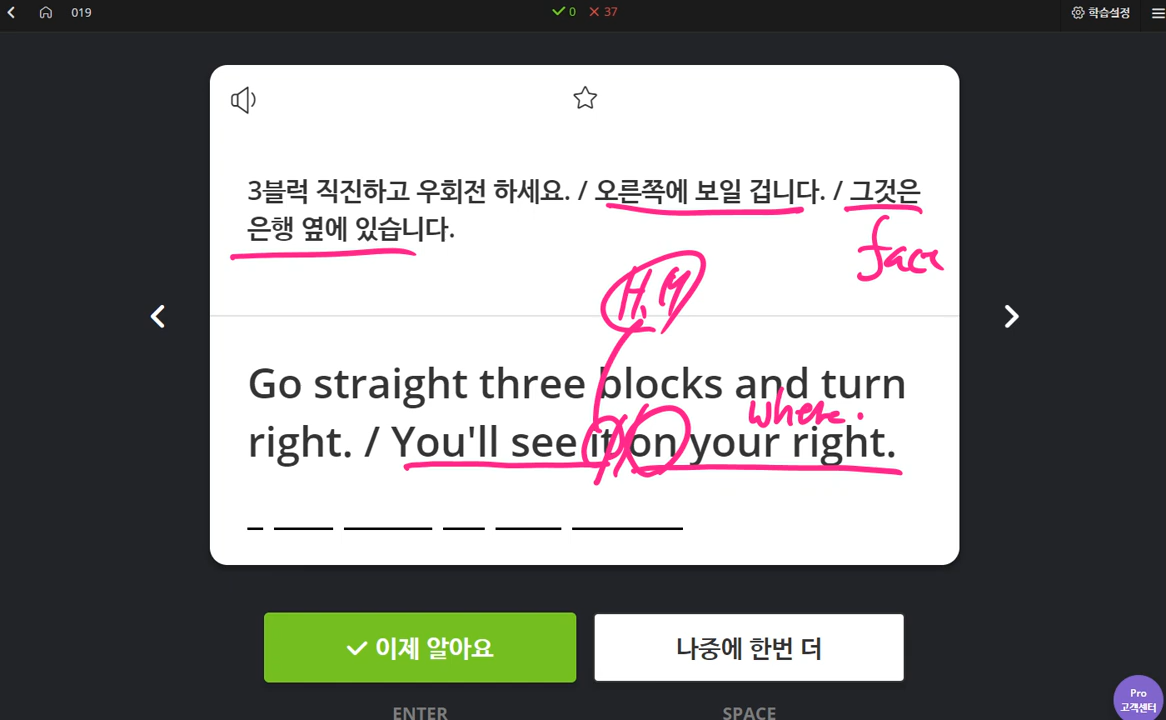 019
0 37
학습설정
3블럭 직진하고 우회전 하세요. / 오른쪽에 보일 겁니다. / 그것은
은행 옆에 있습니다.
Go straight three blocks and turn
where.
right. / You'll see it on your right.
이제 알아요
나중에 한번 더
ENTER
SPACE
Pro
고객센터